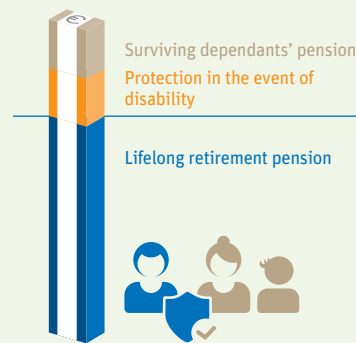 €
Surviving dependants’ pension
Protection in the event of
disability
Lifelong retirement pension